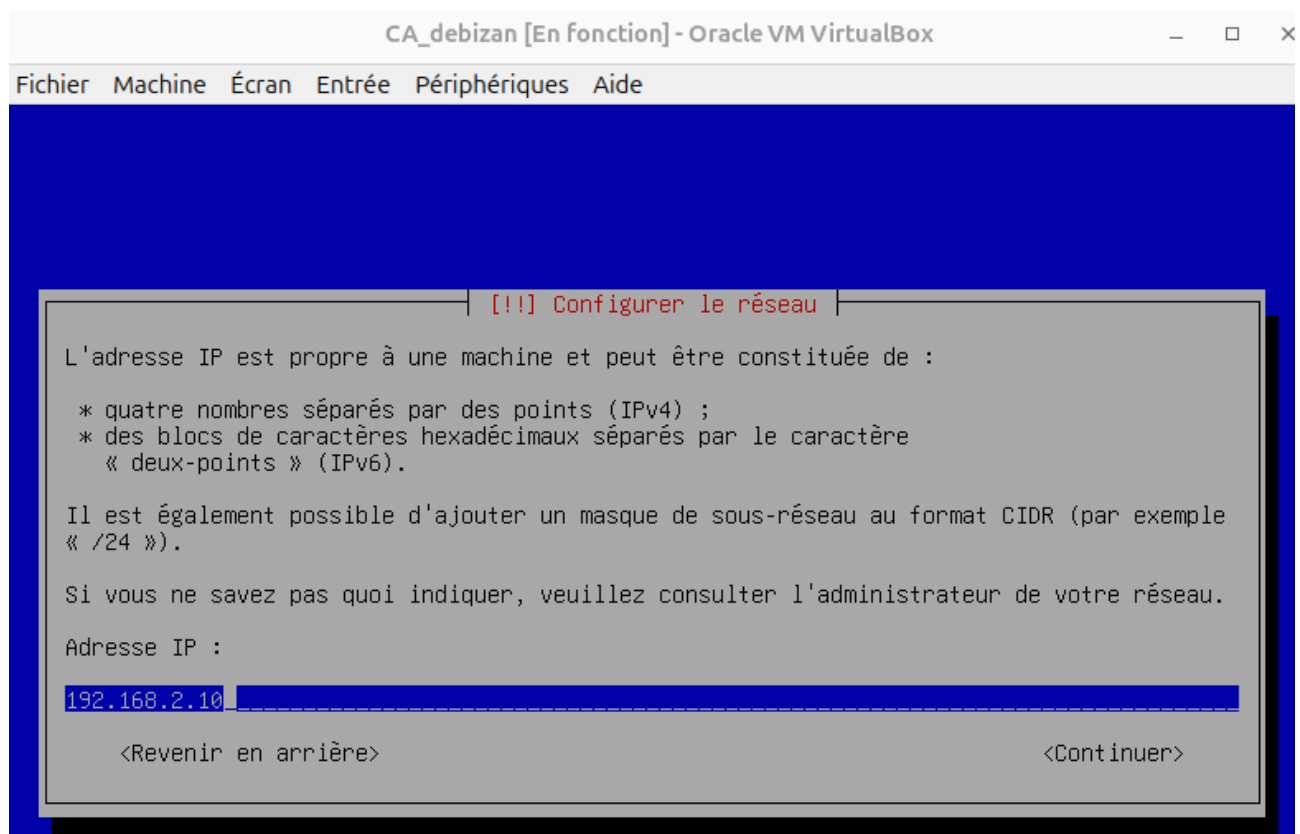 CA_debizan [En fonction] - Oracle VM VirtualBox
Fichier Machine Écran Entrée Périphériques Aide
[!!] Configurer le réseau
L'adresse IP est propre à une machine et peut être constituée de :
* quatre nombres séparés par des points (IPv4) ;
* des blocs de caractères hexadécimaux séparés par le caractère
« deux-points » (IPv6).
Il est également possible d'ajouter un masque de sous-réseau au format CIDR (par exemple
« /24 »).
Si vous ne savez pas quoi indiquer, veuillez consulter l'administrateur de votre réseau.
Adresse IP :
192.168.2.10
<Revenir en arrière> <Continuer>